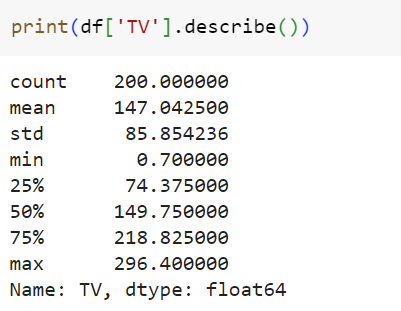 print(df['TV'].describe())
count    200.000000
mean     147.042500
std       85.854236
min        0.700000
25%       74.375000
50%      149.750000
75%      218.825000
max      296.400000
Name: TV, dtype: float64